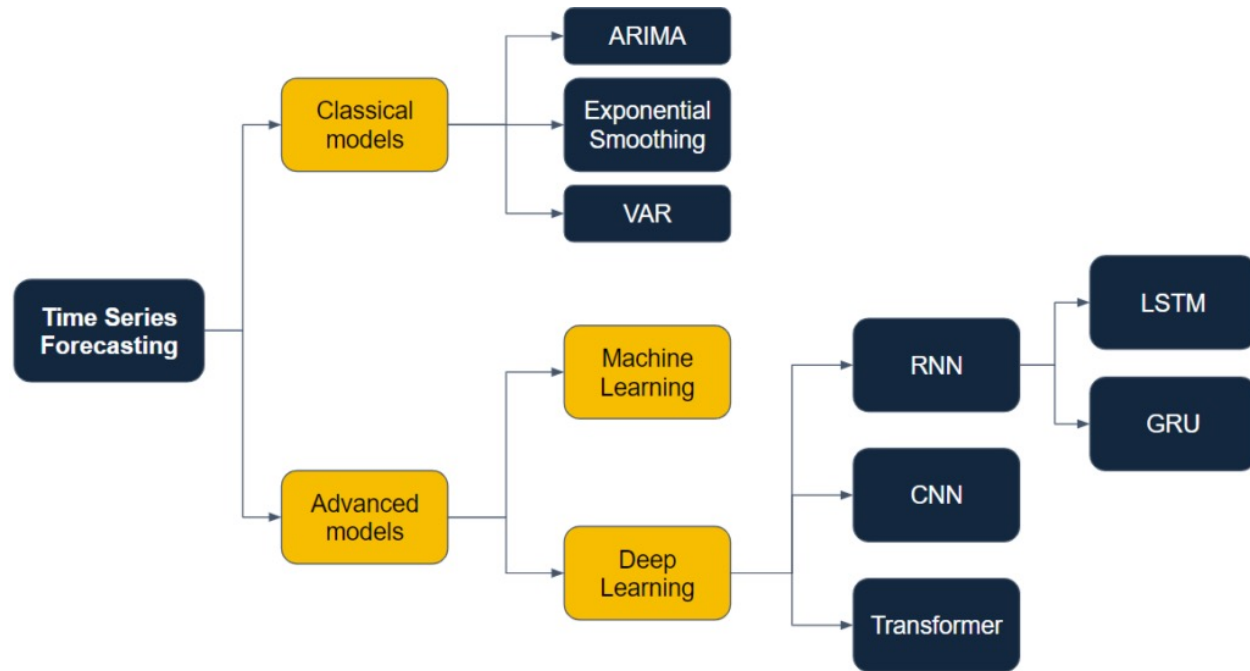 Time Series
Forecasting
Classical
models
ARIMA
Exponential
Smoothing
VAR
Advanced
models
Machine
Learning
Deep
Learning
RNN
LSTM
GRU
CNN
Transformer